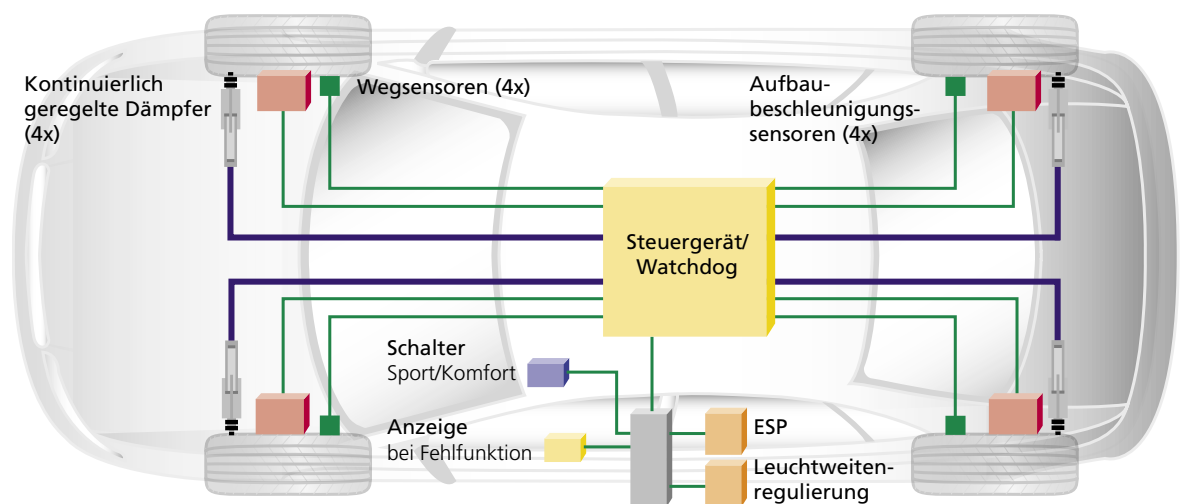 Kontinuierlich
geregelte Dämpfer
(4x)
Wegsensoren (4x)
Aufbau-
beschleunigungs-
sensoren (4x)
Steuergerät/
Watchdog
Schalter
Sport/Komfort
Anzeige
bei Fehlfunktion
ESP
Leuchtweiten-
regulierung